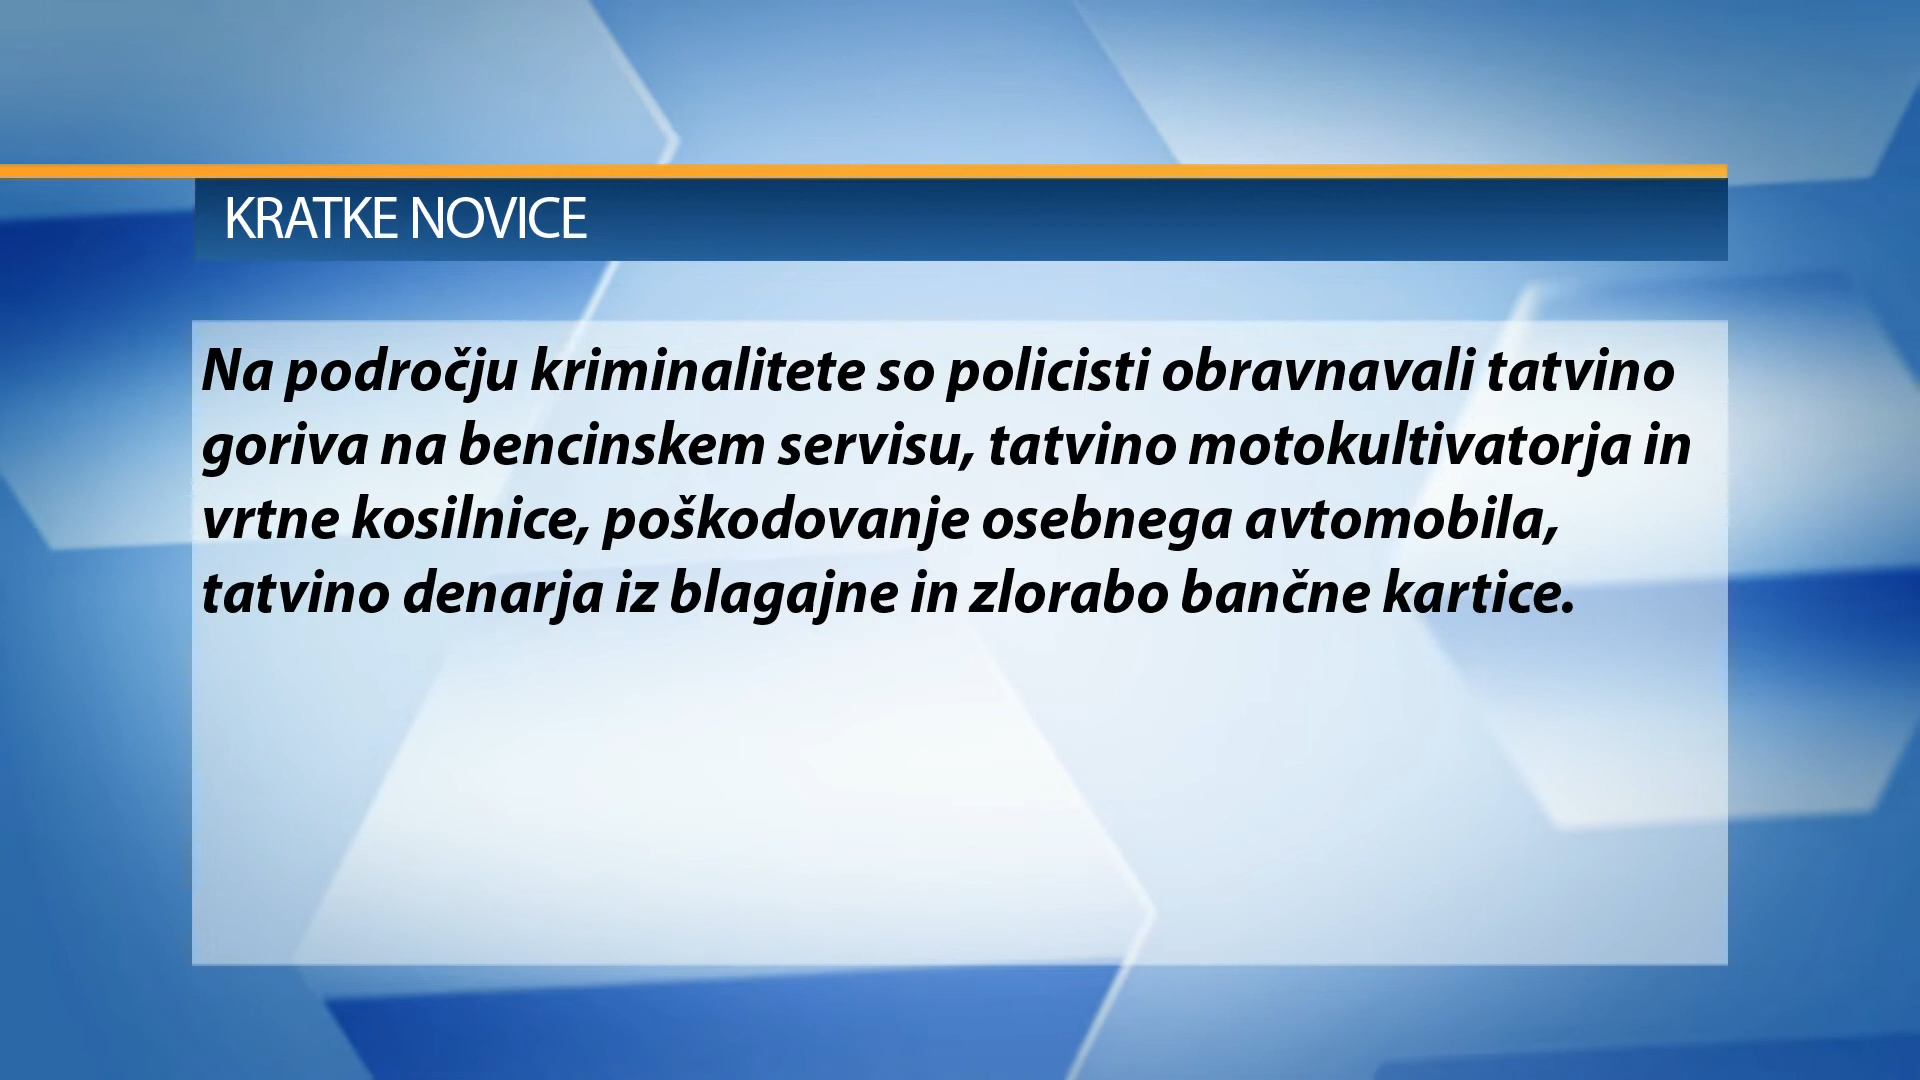 KRATKE NOVICE
Na področju kriminalitete so policisti obravnavali tatvino
goriva na bencinskem servisu, tatvino motokultivatorja in
vrtne kosilnice, poškodovanje osebnega avtomobila,
tatvino denarja iz blagajne in zlorabo bančne kartice.